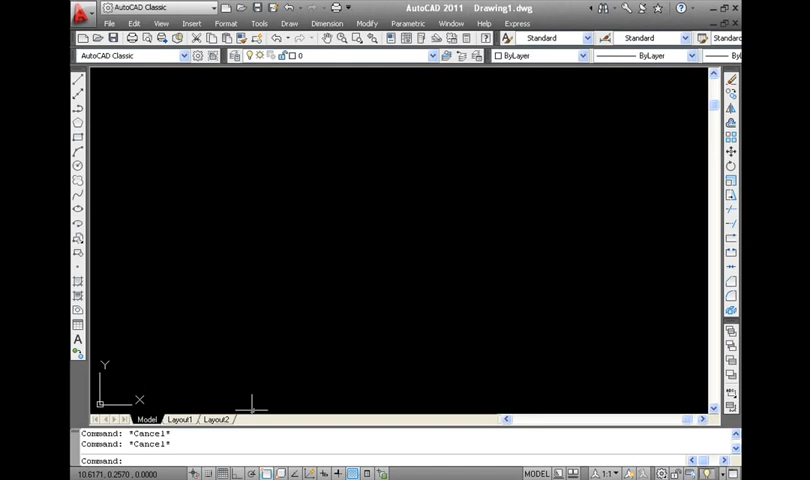 AutoCAD Classic
AutoCAD 2011 Drawing1.dwg
File Edit View Insert Format Tools Draw Dimension Modify Parametric Window Help Express
Standard Standard Standard
AutoCAD Classic 0 ByLayer ByLayer
Y
X
Model Layout1 Layout2
Command: *Cancel*
Command: *Cancel*
Command:
10.6171, 0.2570, 0.0000 MODEL 1:1